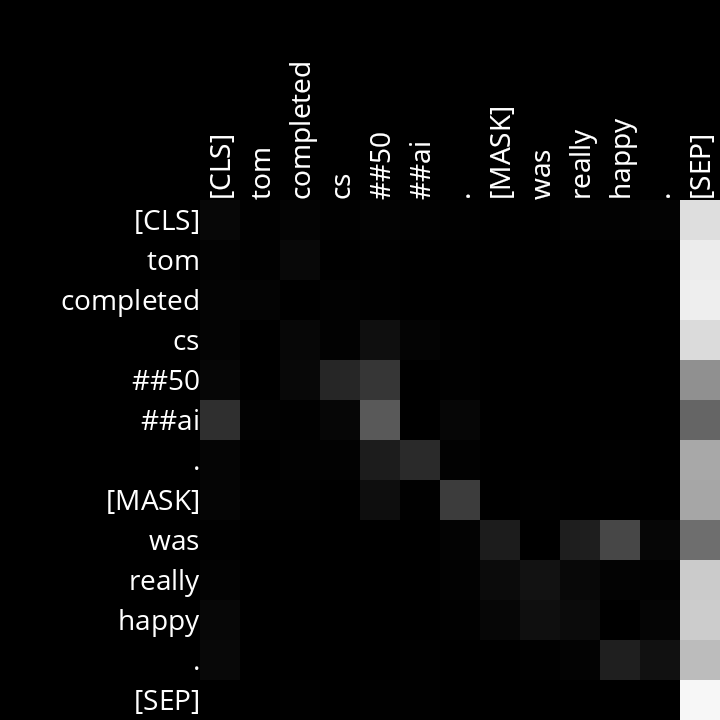 [CLS]
tom
completed
cs
##50
##ai
.
[MASK]
was
really
happy
.
[SEP]
[CLS]
tom
completed
cs
##50
##ai
.
[MASK]
was
really
happy
.
[SEP]